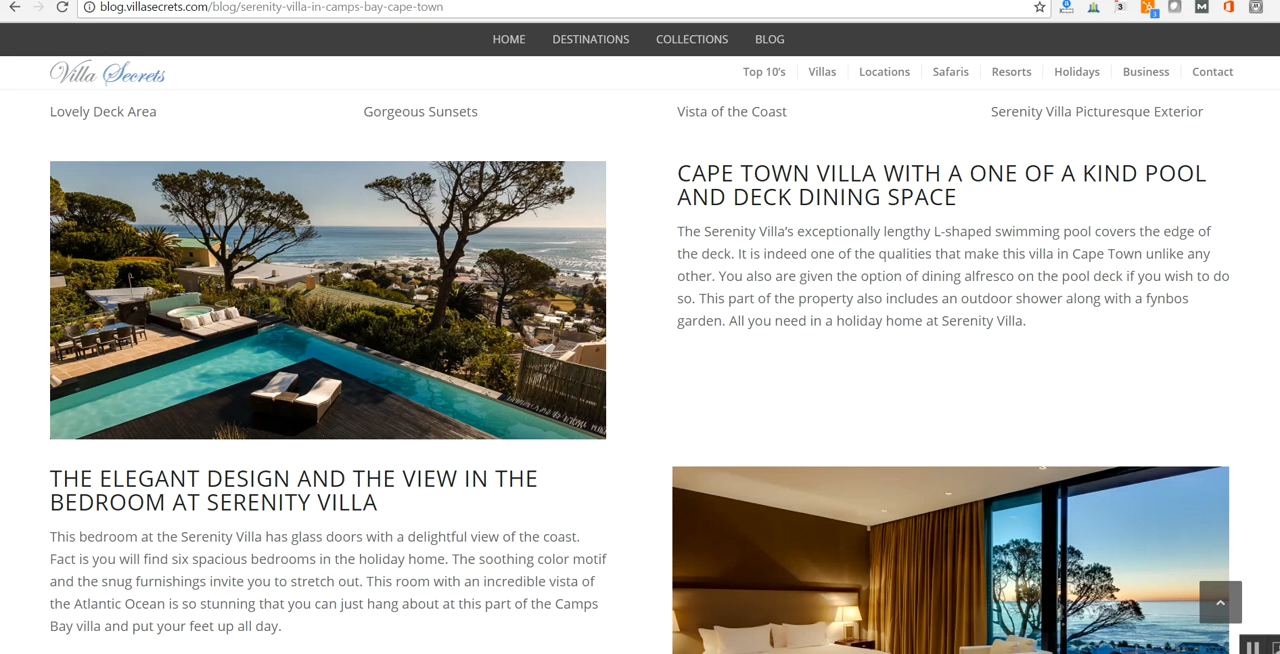 blog.villasecrets.com/blog/serenity-villa-in-camps-bay-cape-town
HOME DESTINATIONS COLLECTIONS BLOG
Villa Secrets
Top 10's Villas Locations Safaris Resorts Holidays Business Contact
Lovely Deck Area Gorgeous Sunsets Vista of the Coast Serenity Villa Picturesque Exterior
CAPE TOWN VILLA WITH A ONE OF A KIND POOL
AND DECK DINING SPACE
The Serenity Villa's exceptionally lengthy L-shaped swimming pool covers the edge of
the deck. It is indeed one of the qualities that make this villa in Cape Town unlike any
other. You also are given the option of dining alfresco on the pool deck if you wish to do
so. This part of the property also includes an outdoor shower along with a fynbos
garden. All you need in a holiday home at Serenity Villa.
THE ELEGANT DESIGN AND THE VIEW IN THE
BEDROOM AT SERENITY VILLA
This bedroom at the Serenity Villa has glass doors with a delightful view of the coast.
Fact is you will find six spacious bedrooms in the holiday home. The soothing color motif
and the snug furnishings invite you to stretch out. This room with an incredible vista of
the Atlantic Ocean is so stunning that you can just hang about at this part of the Camps
Bay villa and put your feet up all day.